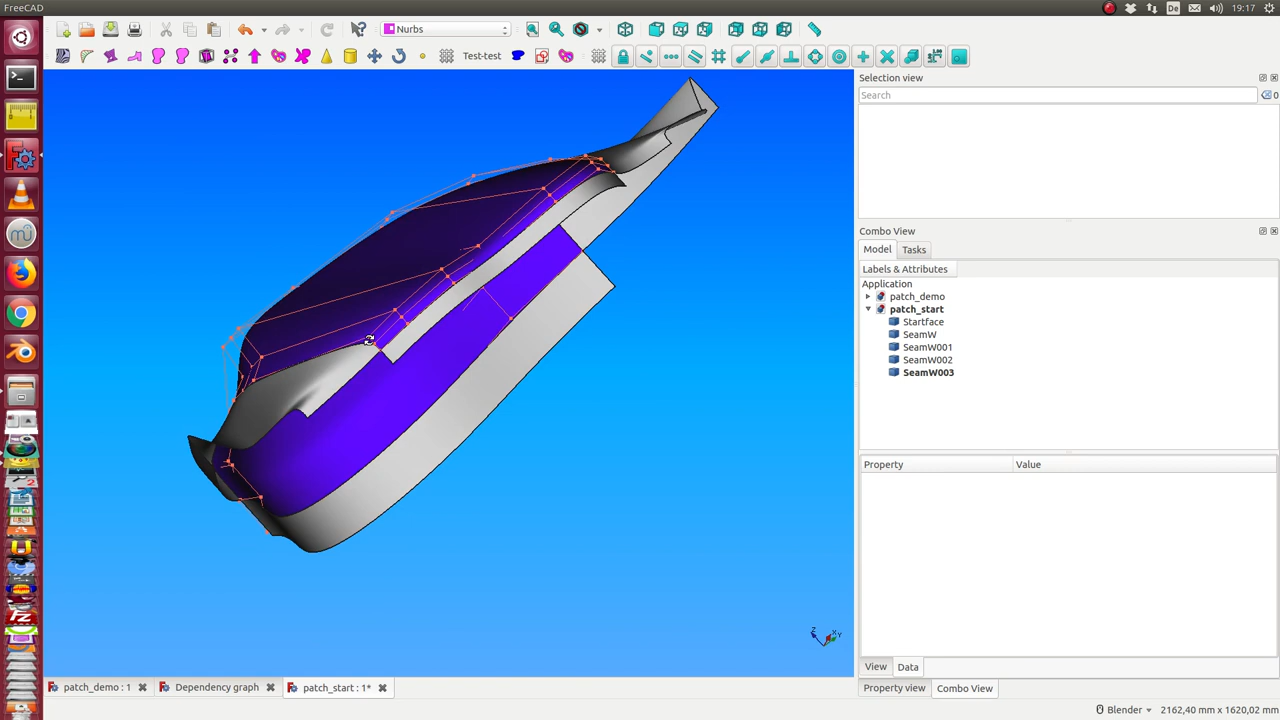 FreeCAD
De
19:17
Nurbs
Test-test
Selection view
Search
0
Combo View
Model
Tasks
Labels & Attributes
Application
patch_demo
patch_start
Startface
SeamW
SeamW001
SeamW002
SeamW003
Property
Value
Z
X
Y
View
Data
patch_demo : 1
Dependency graph
patch_start : 1*
Property view
Combo View
Blender
2162,40 mm x 1620,02 mm